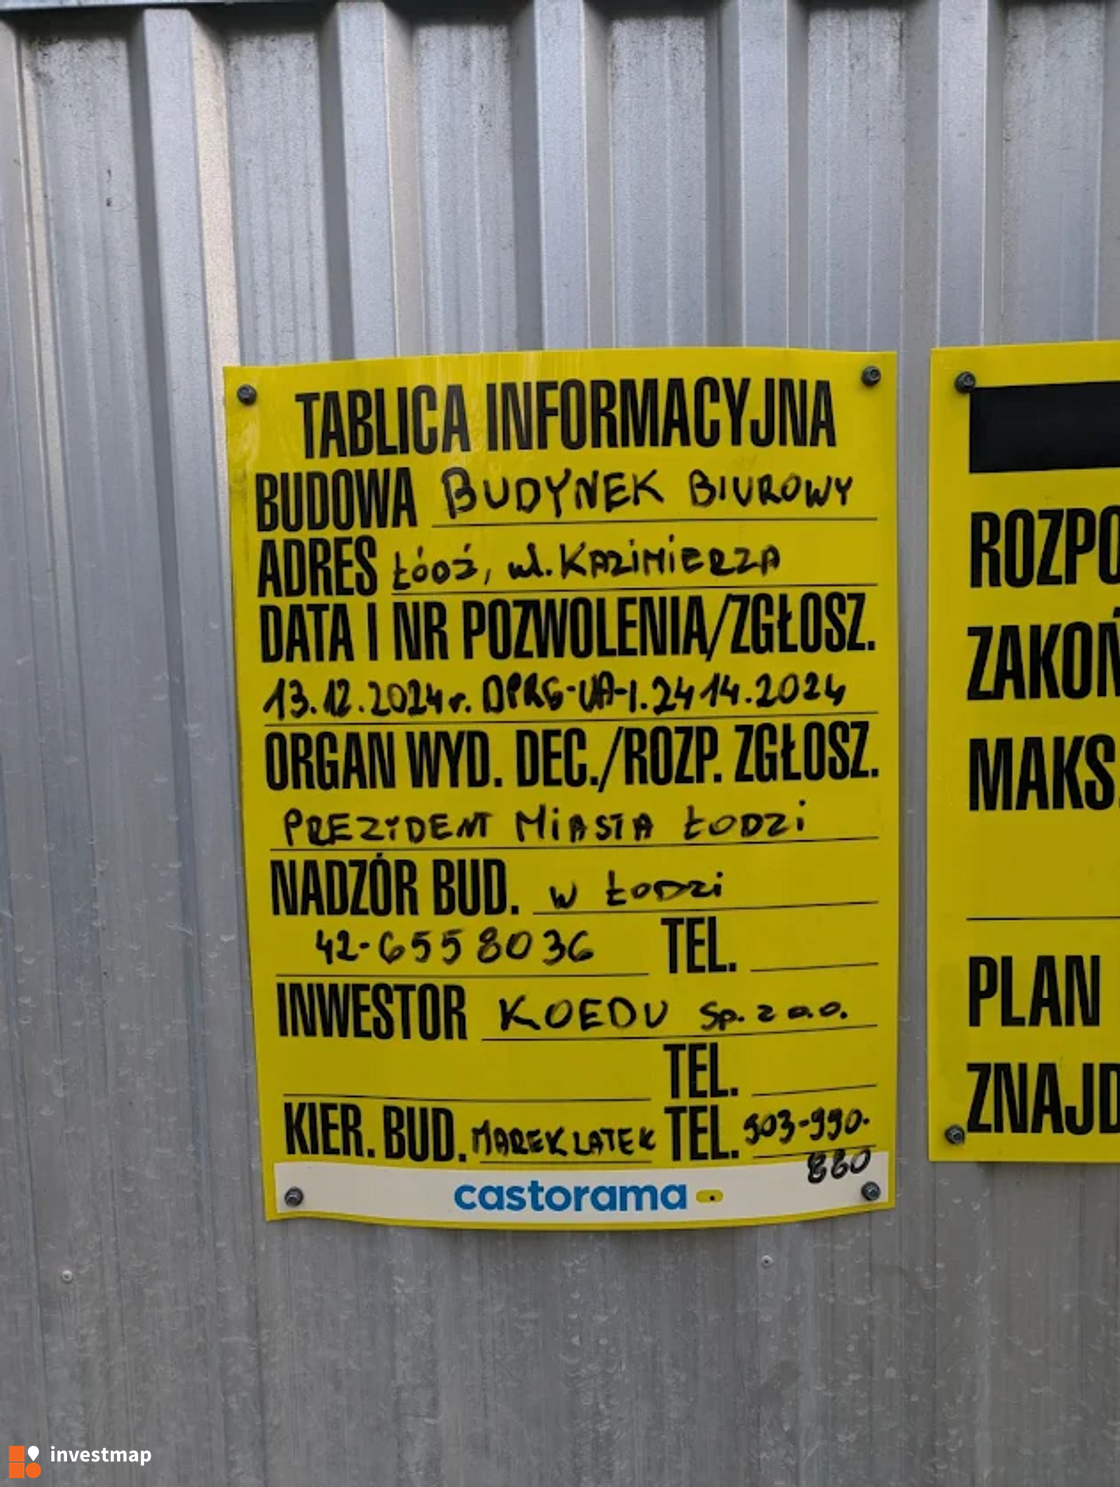 TABLICA INFORMACYJNA
BUDOWA BUDYNEK BIUROWY
ADRES ŁÓDŹ, ul. KAZIMIERZA
DATA I NR POZWOLENIA/ZGŁOSZ.
13.12.2024r. DPRG-UA-I.2414.2024
ORGAN WYD. DEC./ROZP. ZGŁOSZ.
PREZYDENT MIASTA ŁODZI
NADZÓR BUD. w ŁODZI
42-6558036 TEL.
INWESTOR KOEDU Sp. z o.o.
TEL.
KIER. BUD. MAREK LATEK TEL. 503-990-
880
castorama
ROZPO
ZAKOŃ
MAKS.
PLAN
ZNAJD
investmap